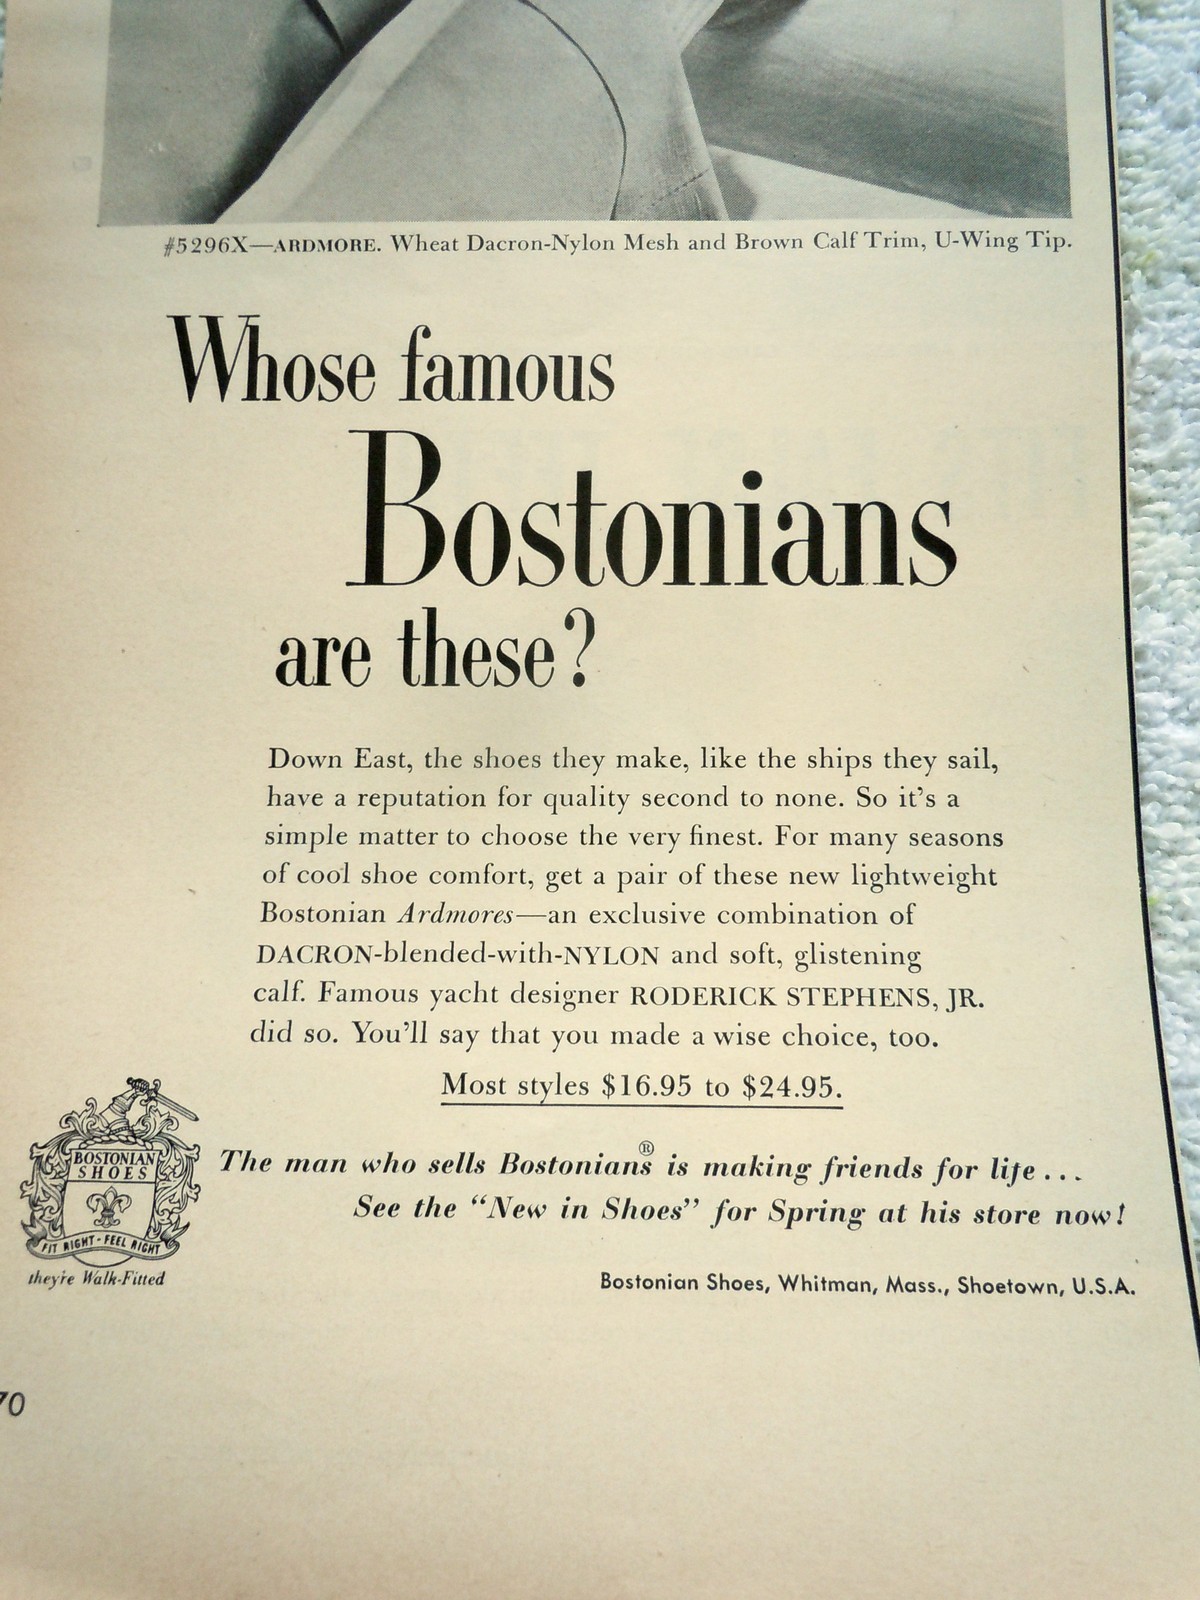 #5296X—ARDMORE. Wheat Dacron-Nylon Mesh and Brown Calf Trim, U-Wing Tip.
Whose famous
Bostonians
are these?
Down East, the shoes they make, like the ships they sail,
have a reputation for quality second to none. So it's a
simple matter to choose the very finest. For many seasons
of cool shoe comfort, get a pair of these new lightweight
Bostonian Ardmores—an exclusive combination of
DACRON-blended-with-NYLON and soft, glistening
calf. Famous yacht designer RODERICK STEPHENS, JR.
did so. You'll say that you made a wise choice, too.
Most styles $16.95 to $24.95.
BOSTONIAN
SHOES
FIT RIGHT - FEEL RIGHT
they're Walk-Fitted
The man who sells Bostonians® is making friends for life...
See the "New in Shoes" for Spring at his store now!
Bostonian Shoes, Whitman, Mass., Shoetown, U.S.A.
70